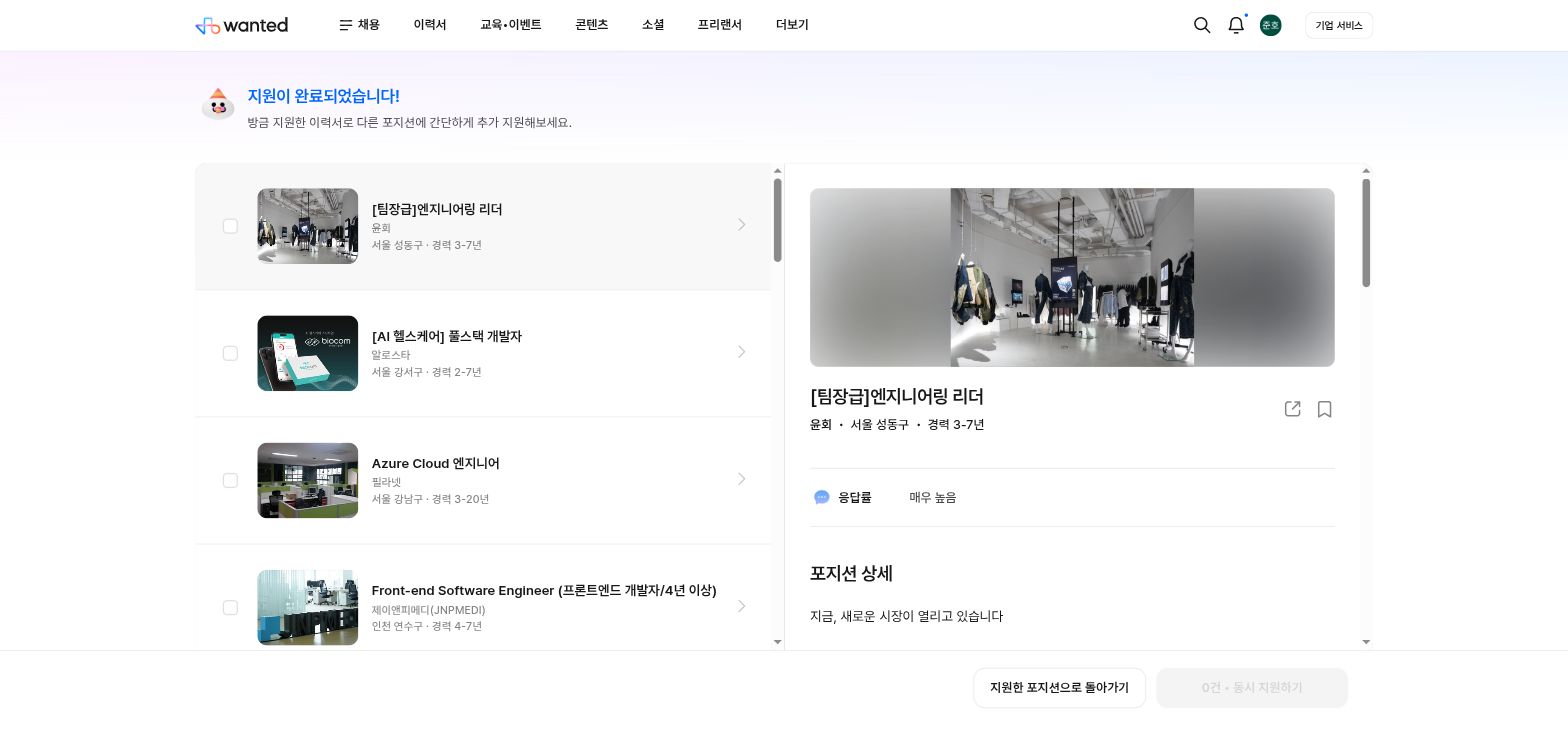 wanted
채용
이력서
교육•이벤트
콘텐츠
소셜
프리랜서
더보기
준호
기업 서비스
지원이 완료되었습니다!
방금 지원한 이력서로 다른 포지션에 간단하게 추가 지원해보세요.
[팀장급]엔지니어링 리더
윤회
서울 성동구 · 경력 3-7년
[AI 헬스케어] 풀스택 개발자
알로스타
서울 강서구 · 경력 2-7년
biocom
Azure Cloud 엔지니어
필라넷
서울 강남구 · 경력 3-20년
Front-end Software Engineer (프론트엔드 개발자/4년 이상)
제이앤피메디(JNPMEDI)
인천 연수구 · 경력 4-7년
JNPMEDI
[팀장급]엔지니어링 리더
윤회 • 서울 성동구 • 경력 3-7년
응답률 매우 높음
포지션 상세
지금, 새로운 시장이 열리고 있습니다
지원한 포지션으로 돌아가기
0건 • 동시 지원하기